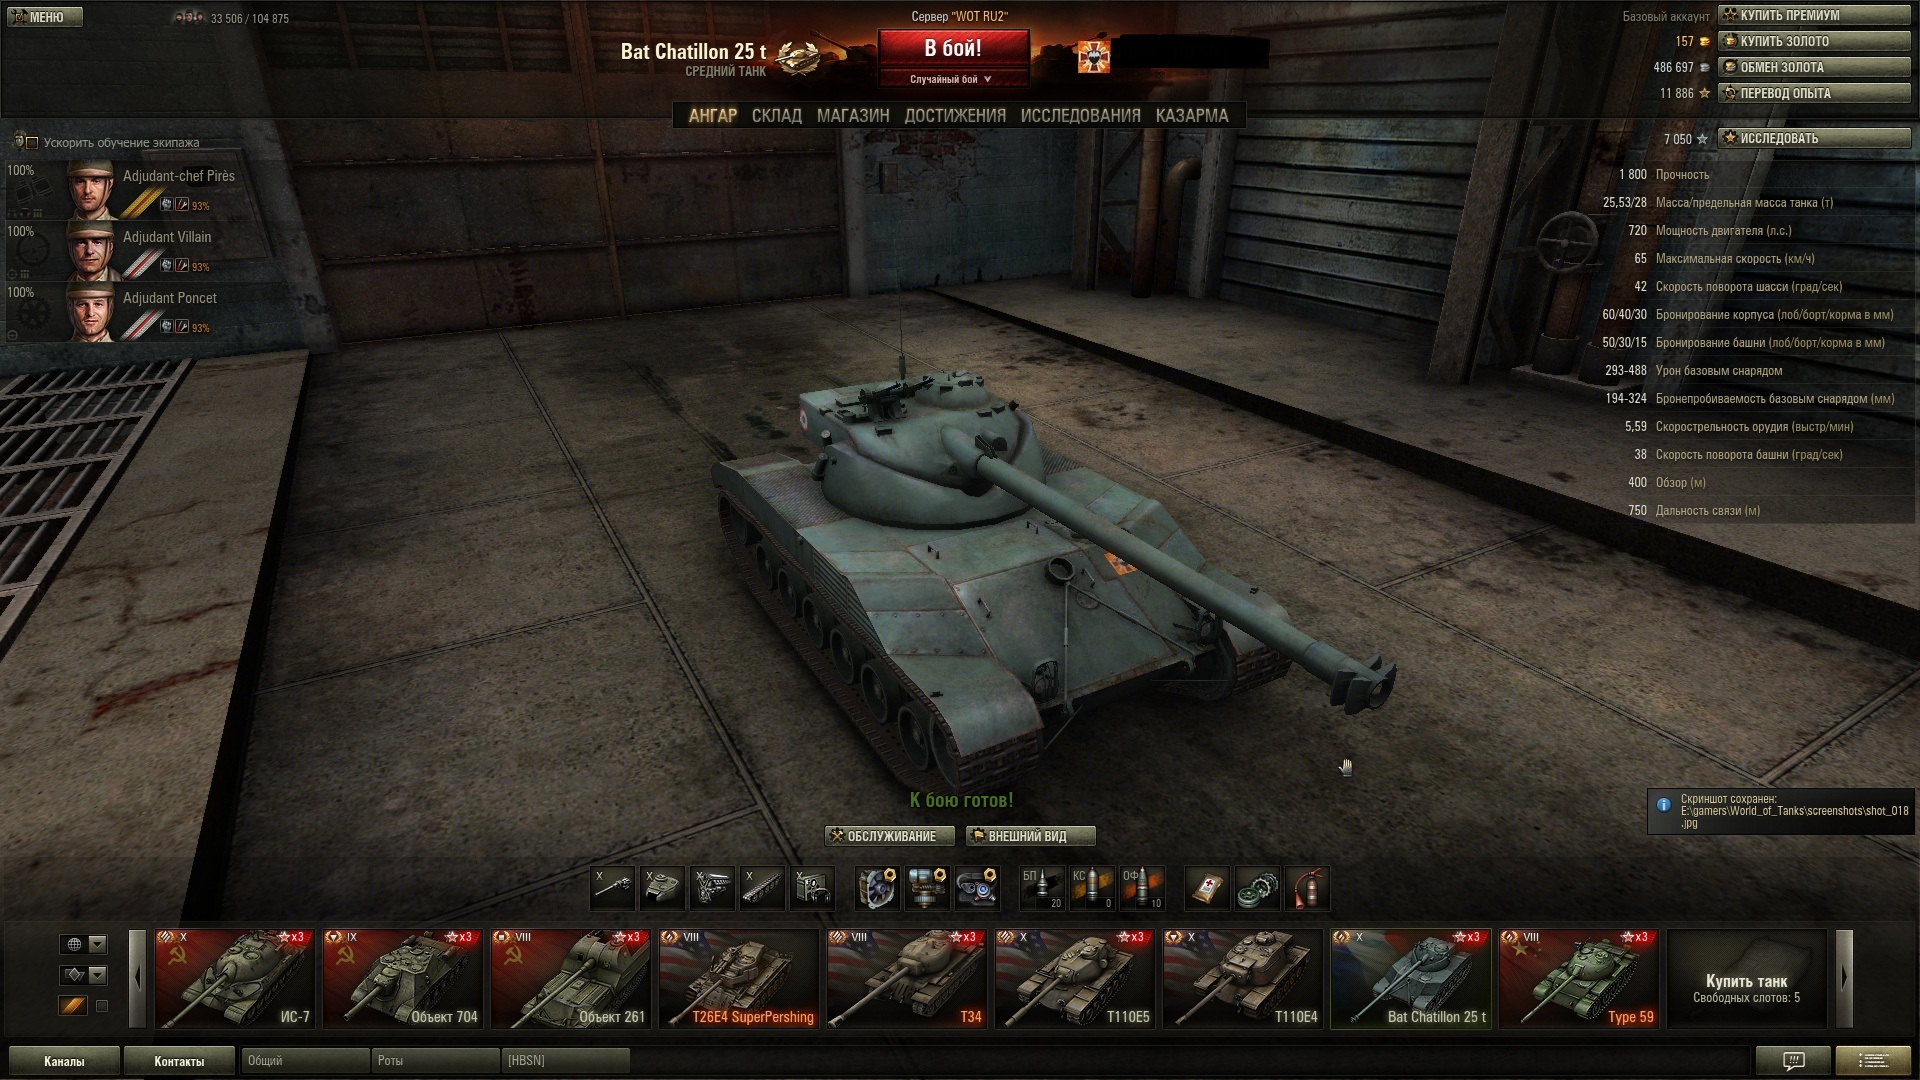 МЕНЮ
33 506 / 104 875
Сервер "WOT RU2"
Bat Chatillon 25 t
СРЕДНИЙ ТАНК
В бой!
Случайный бой
Базовый аккаунт
КУПИТЬ ПРЕМИУМ
157
КУПИТЬ ЗОЛОТО
486 697
ОБМЕН ЗОЛОТА
11 886
ПЕРЕВОД ОПЫТА
АНГАР СКЛАД МАГАЗИН ДОСТИЖЕНИЯ ИССЛЕДОВАНИЯ КАЗАРМА
7 050
ИССЛЕДОВАТЬ
Ускорить обучение экипажа
100%
Adjudant-chef Pirès
93%
100%
Adjudant Villain
93%
100%
Adjudant Poncet
93%
1 800 Прочность
25,53/28 Масса/предельная масса танка (т)
720 Мощность двигателя (л.с.)
65 Максимальная скорость (км/ч)
42 Скорость поворота шасси (град/сек)
60/40/30 Бронирование корпуса (лоб/борт/корма в мм)
50/30/15 Бронирование башни (лоб/борт/корма в мм)
293-488 Урон базовым снарядом
194-324 Бронепробиваемость базовым снарядом (мм)
5,59 Скорострельность орудия (выстр/мин)
38 Скорость поворота башни (град/сек)
400 Обзор (м)
750 Дальность связи (м)
К бою готов!
Скриншот сохранен:
E:\gamers\World_of_Tanks\screenshots\shot_018
.jpg
ОБСЛУЖИВАНИЕ
ВНЕШНИЙ ВИД
X X X X X
БП 20
КС 0
ОФ 10
X x3 ИС-7
IX x3 Объект 704
VIII x3 Объект 261
VIII T26E4 SuperPershing
VIII x3 T34
X x3 T110E5
X T110E4
X x3 Bat Chatillon 25 t
VIII x3 Type 59
Купить танк
Свободных слотов: 5
Каналы
Контакты
Общий
Роты
[HBSN]